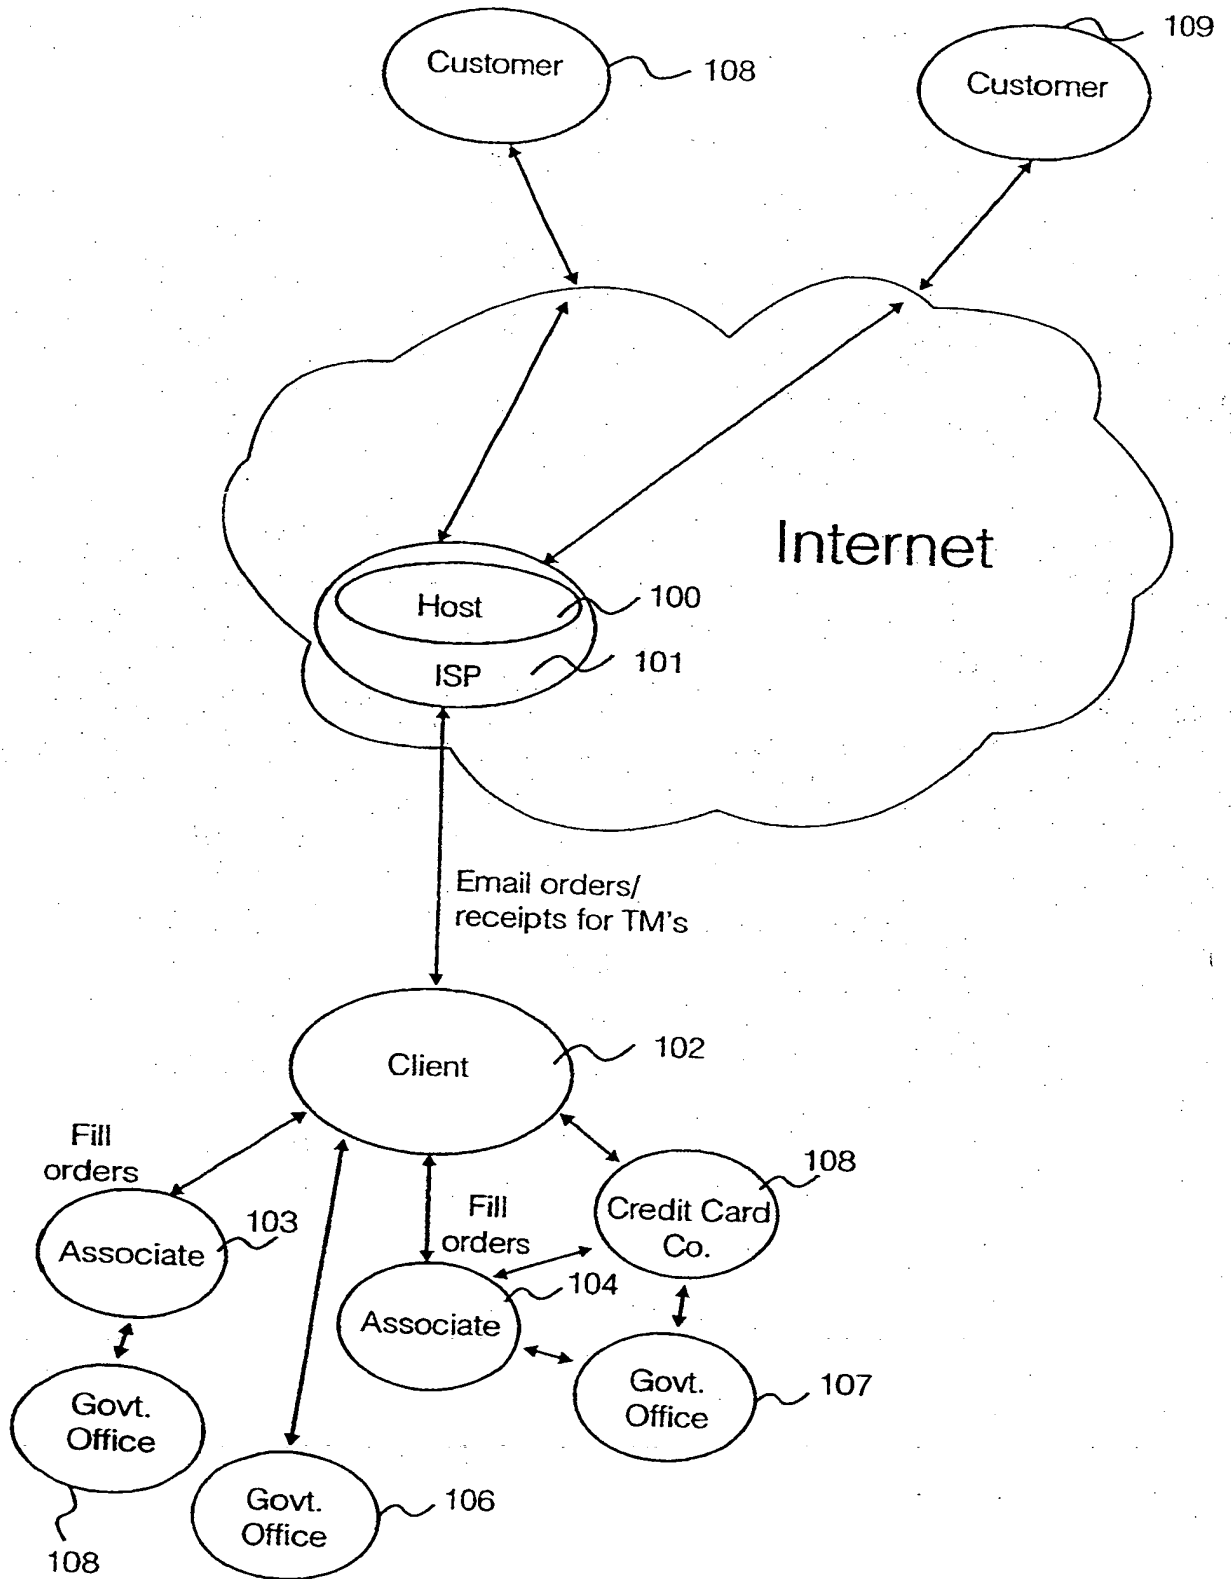 109
Customer
108
Customer
Internet
Host
100
ISP
101
Email orders/
receipts for TM's
Client
102
Fill
orders
108
Credit Card
Co.
Fill
orders
103
Associate
104
Associate
Govt.
Office
107
Govt.
Office
108
Govt.
Office
106